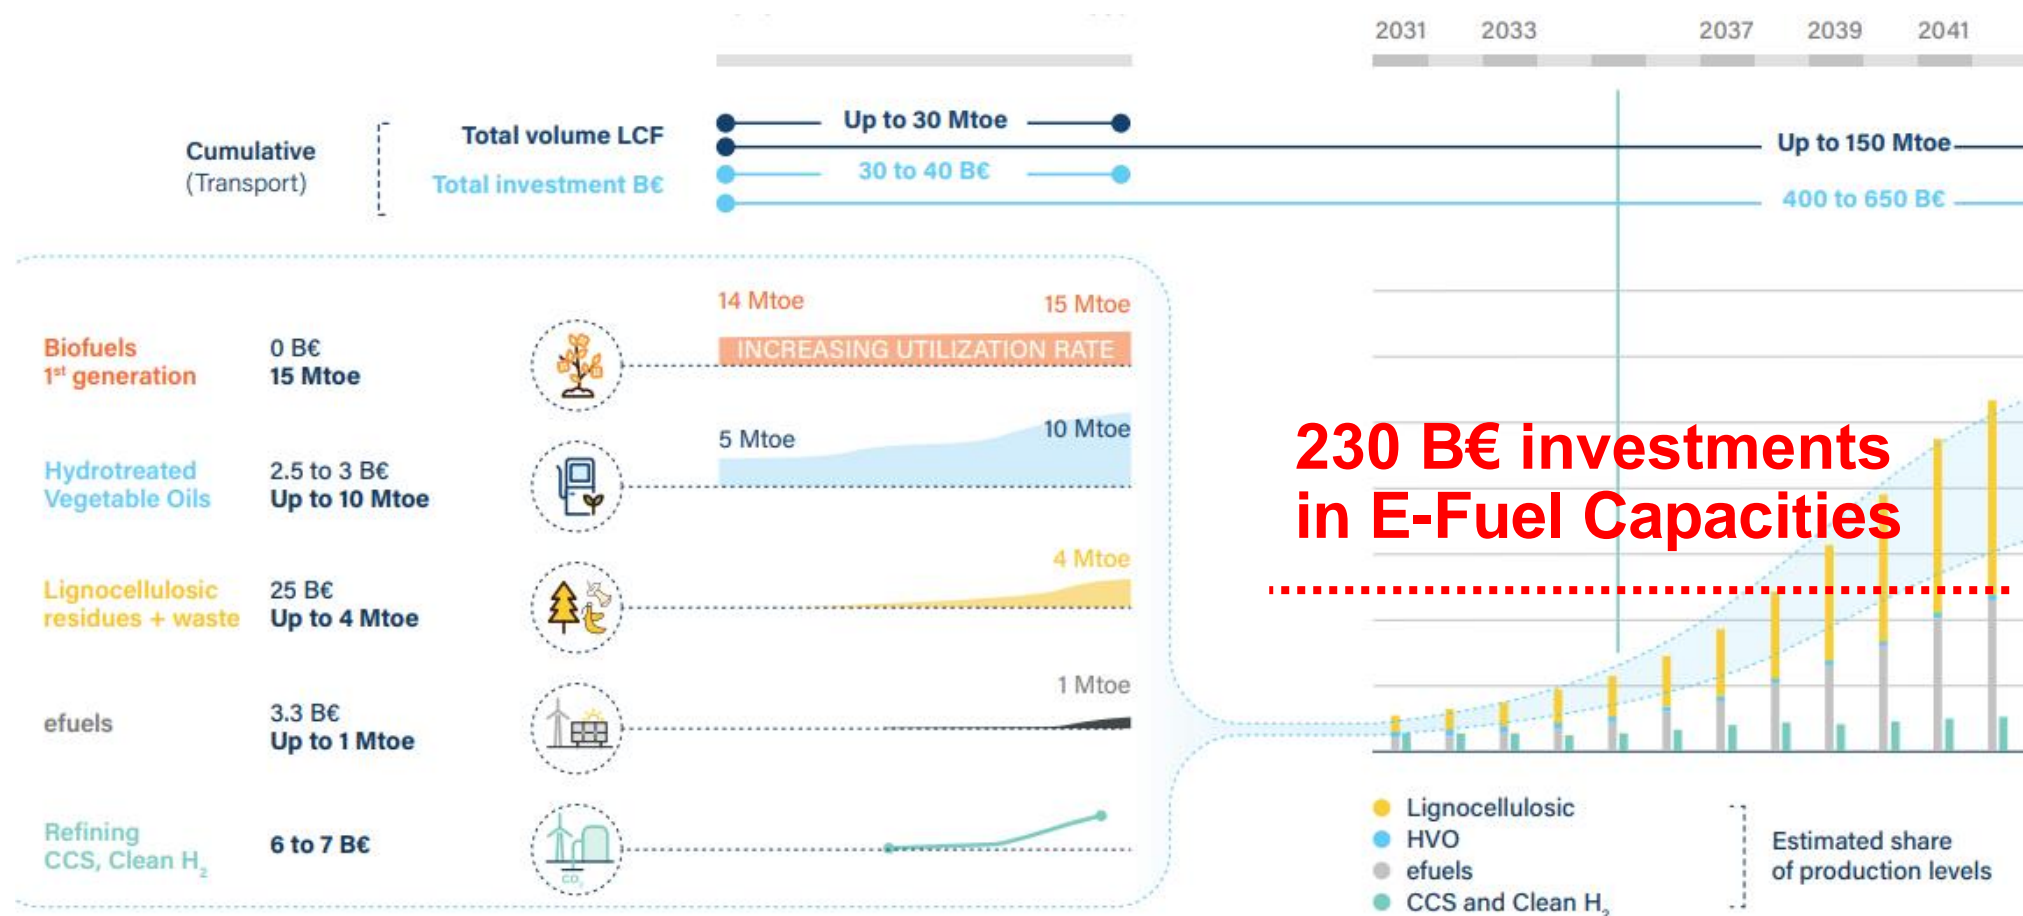 2031 2033 2037 2039 2041
Total volume LCF
Up to 30 Mtoe
Up to 150 Mtoe
Cumulative
(Transport)
Total investment B€
30 to 40 B€
400 to 650 B€
14 Mtoe
15 Mtoe
Biofuels
1st generation
0 B€
15 Mtoe
INCREASING UTILIZATION RATE
5 Mtoe
10 Mtoe
Hydrotreated
Vegetable Oils
2.5 to 3 B€
Up to 10 Mtoe
4 Mtoe
Lignocellulosic
residues + waste
25 B€
Up to 4 Mtoe
1 Mtoe
efuels
3.3 B€
Up to 1 Mtoe
Refining
CCS, Clean H2
6 to 7 B€
CO2
230 B€ investments
in E-Fuel Capacities
Lignocellulosic
HVO
efuels
CCS and Clean H2
Estimated share
of production levels